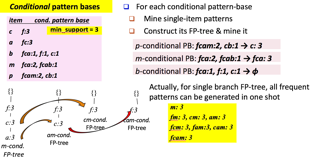 Conditional pattern bases
item cond. pattern base
min_support = 3
c f:3
a fc:3
b fca:1, f:1, c:1
m fca:2, fcab:1
p fcam:2, cb:1
For each conditional pattern-base
Mine single-item patterns
Construct its FP-tree & mine it
p-conditional PB: fcam:2, cb:1 → c: 3
m-conditional PB: fca:2, fcab:1 → fca: 3
b-conditional PB: fca:1, f:1, c:1 → ϕ
{}
f:3
c:3
a:3
m-cond.
FP-tree
{}
f:3
c:3
am-cond.
FP-tree
{}
f:3
cm-cond.
FP-tree
{}
f:3
cam-cond.
FP-tree
Actually, for single branch FP-tree, all frequent
patterns can be generated in one shot
m: 3
fm: 3, cm: 3, am: 3
fcm: 3, fam:3, cam: 3
fcam: 3